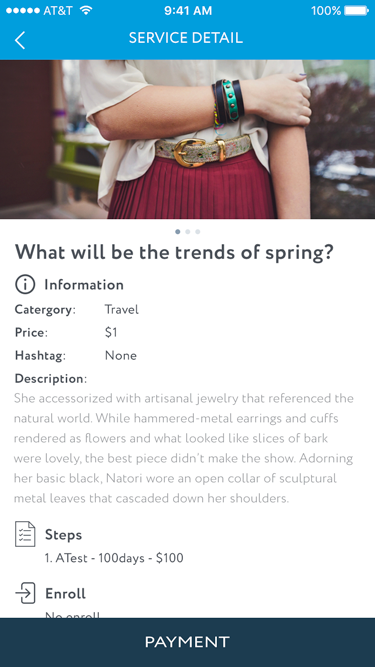 AT&T 9:41 AM 100%
SERVICE DETAIL
What will be the trends of spring?
Information
Catergory: Travel
Price: $1
Hashtag: None
Description:
She accessorized with artisanal jewelry that referenced the
natural world. While hammered-metal earrings and cuffs
rendered as flowers and what looked like slices of bark
were lovely, the best piece didn't make the show. Adorning
her basic black, Natori wore an open collar of sculptural
metal leaves that cascaded down her shoulders.
Steps
1. ATest - 100days - $100
Enroll
No enroll
PAYMENT